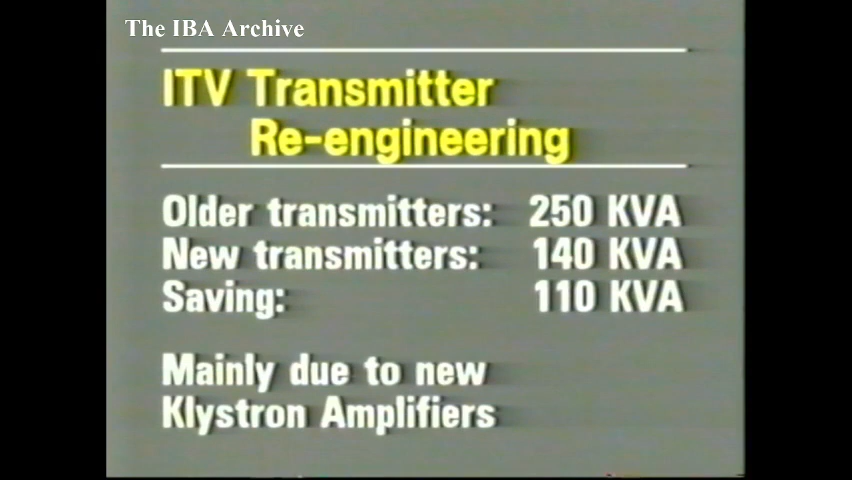 The IBA Archive
ITV Transmitter
Re-engineering
Older transmitters: 250 KVA
New transmitters: 140 KVA
Saving: 110 KVA
Mainly due to new
Klystron Amplifiers